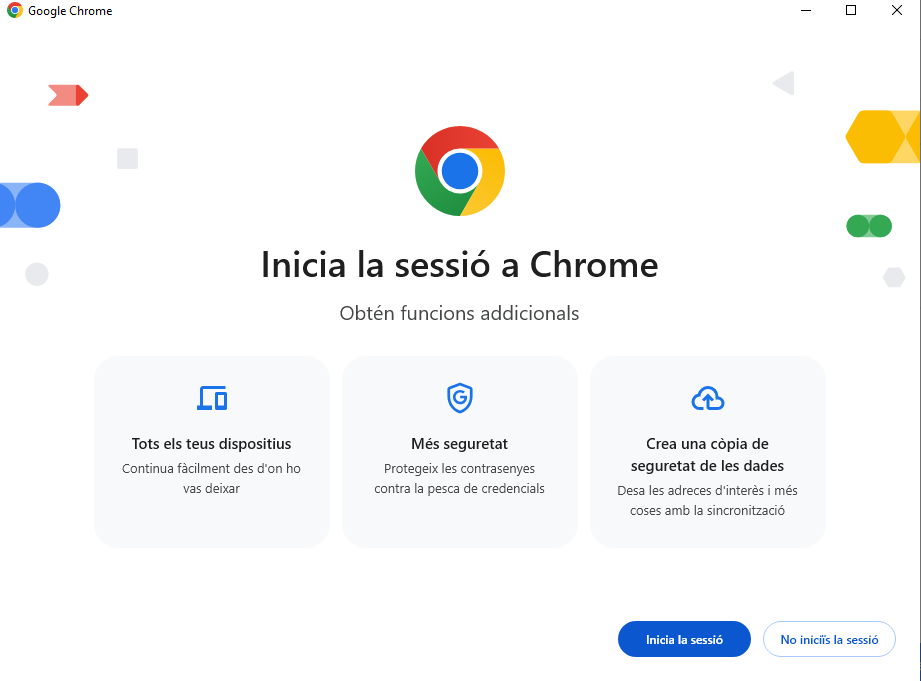 Google Chrome
Inicia la sessió a Chrome
Obtén funcions addicionals
Tots els teus dispositius
Continua fàcilment des d'on ho
vas deixar
Més seguretat
Protegeix les contrasenyes
contra la pesca de credencials
Crea una còpia de
seguretat de les dades
Desa les adreces d'interès i més
coses amb la sincronització
Inicia la sessió
No iniciïs la sessió